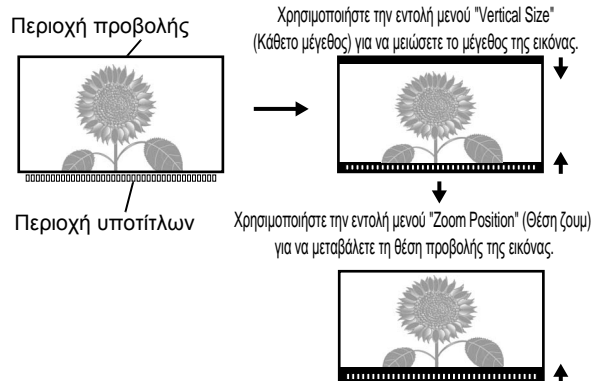 Περιοχή προβολής
Χρησιμοποιήστε την εντολή μενού "Vertical Size"
(Κάθετο μέγεθος) για να μειώσετε το μέγεθος της εικόνας.
Περιοχή υποτίτλων
Χρησιμοποιήστε την εντολή μενού "Zoom Position" (Θέση ζουμ)
για να μεταβάλετε τη θέση προβολής της εικόνας.